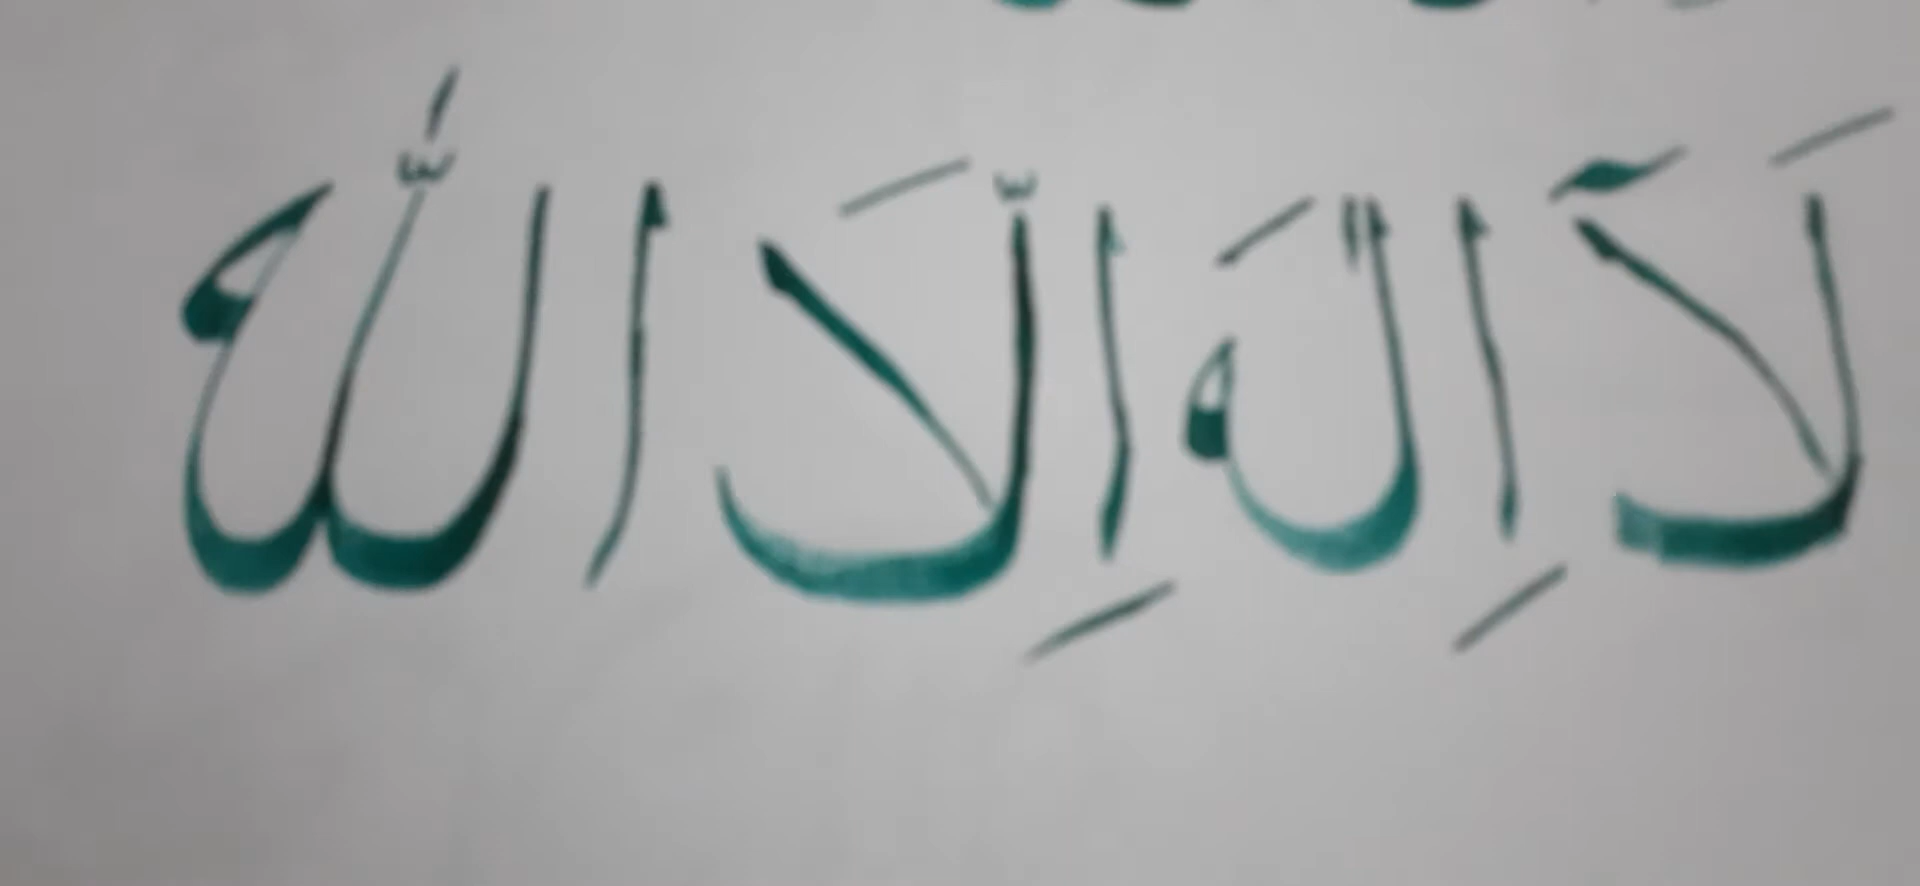 لَآ اِلٰهَ اِلَّا اللّٰه